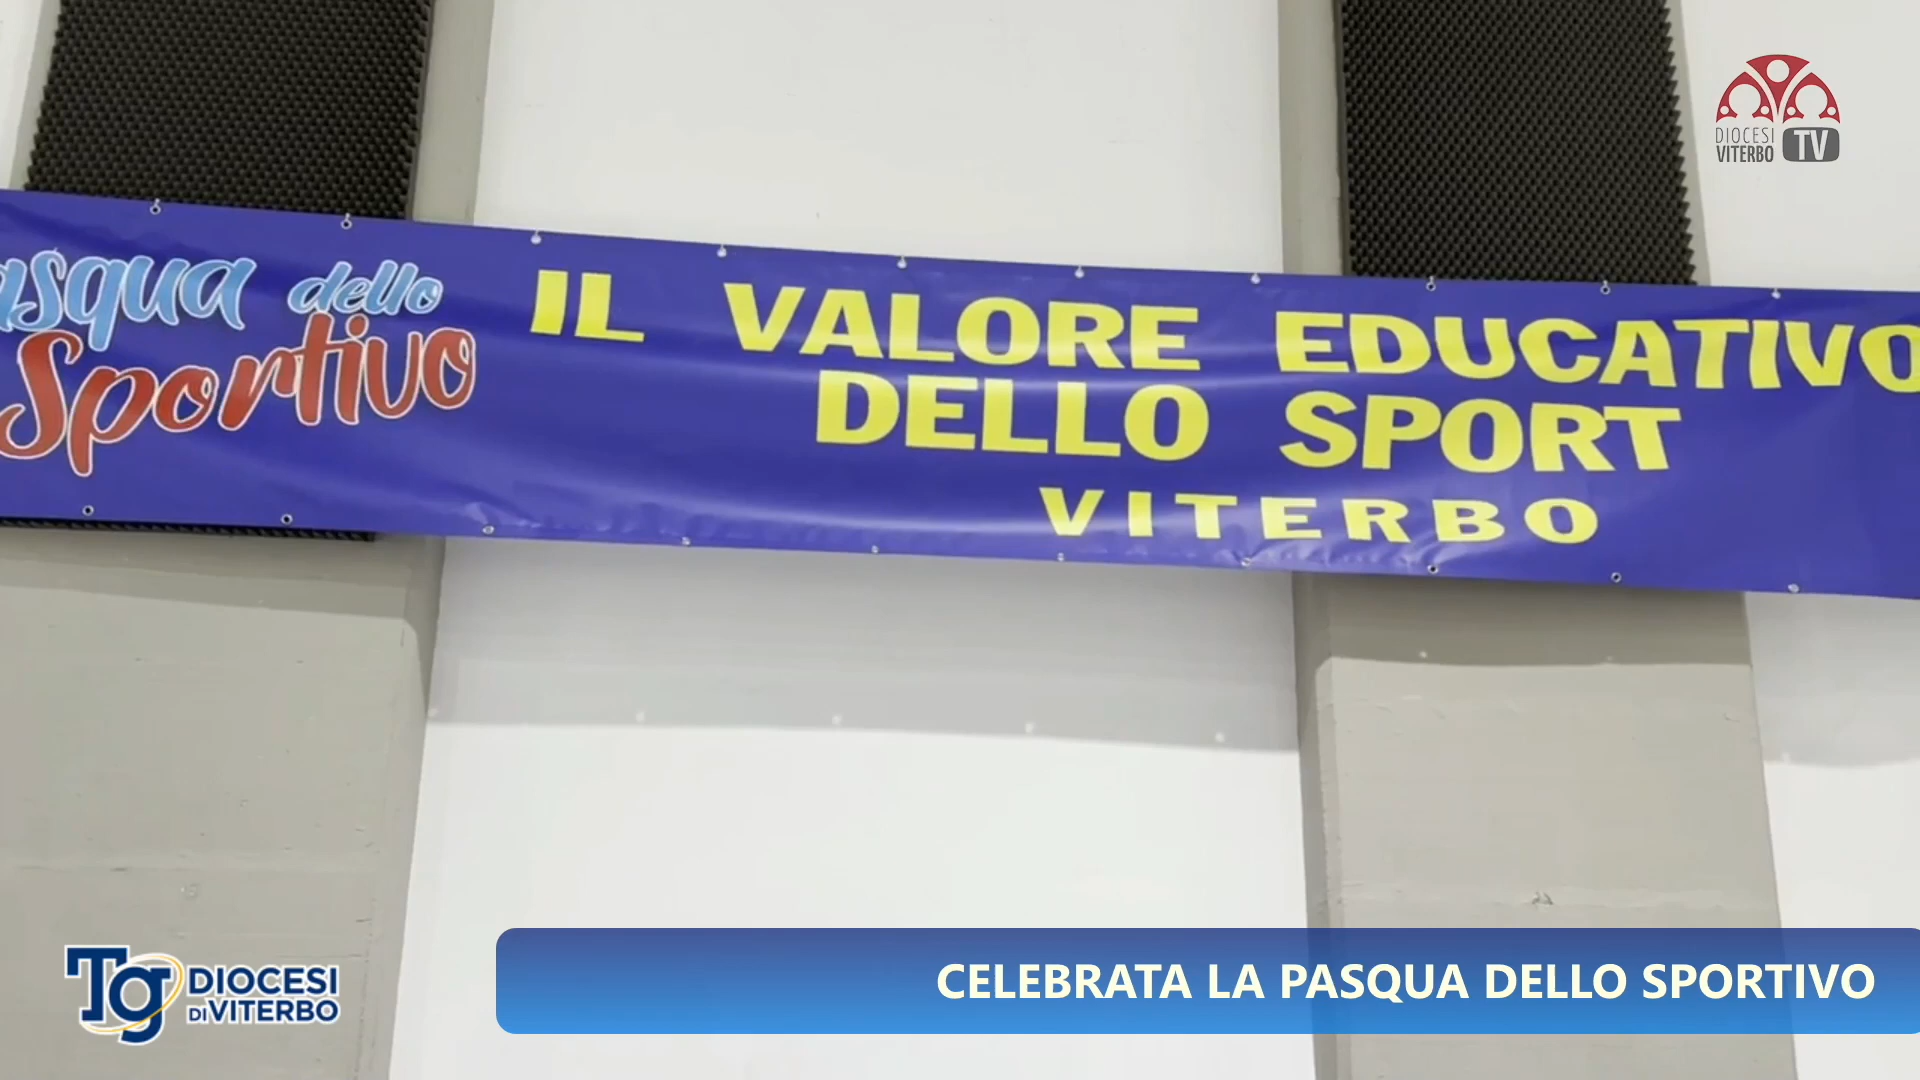 DIOCESI
VITERBO TV
asqua dello
Sportivo
IL VALORE EDUCATIVO
DELLO SPORT
VITERBO
Tg DIOCESI
DI VITERBO
CELEBRATA LA PASQUA DELLO SPORTIVO